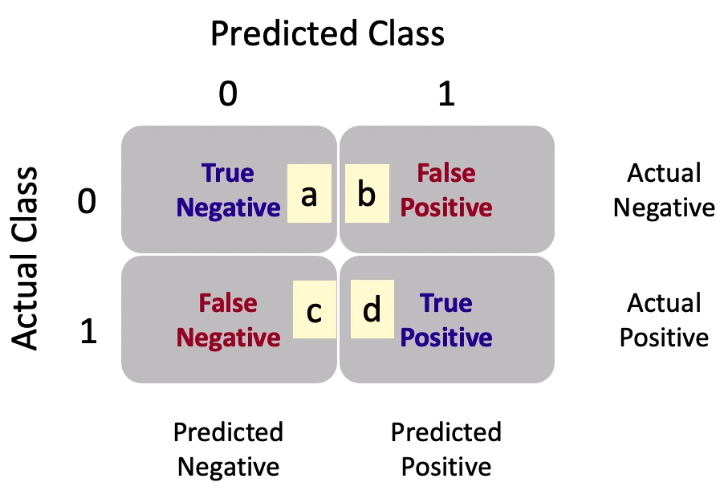 Predicted Class
0 1
True
Negative
a
b
False
Positive
Actual
Negative
0
Actual Class
False
Negative
c
d
True
Positive
Actual
Positive
1
Predicted
Negative
Predicted
Positive